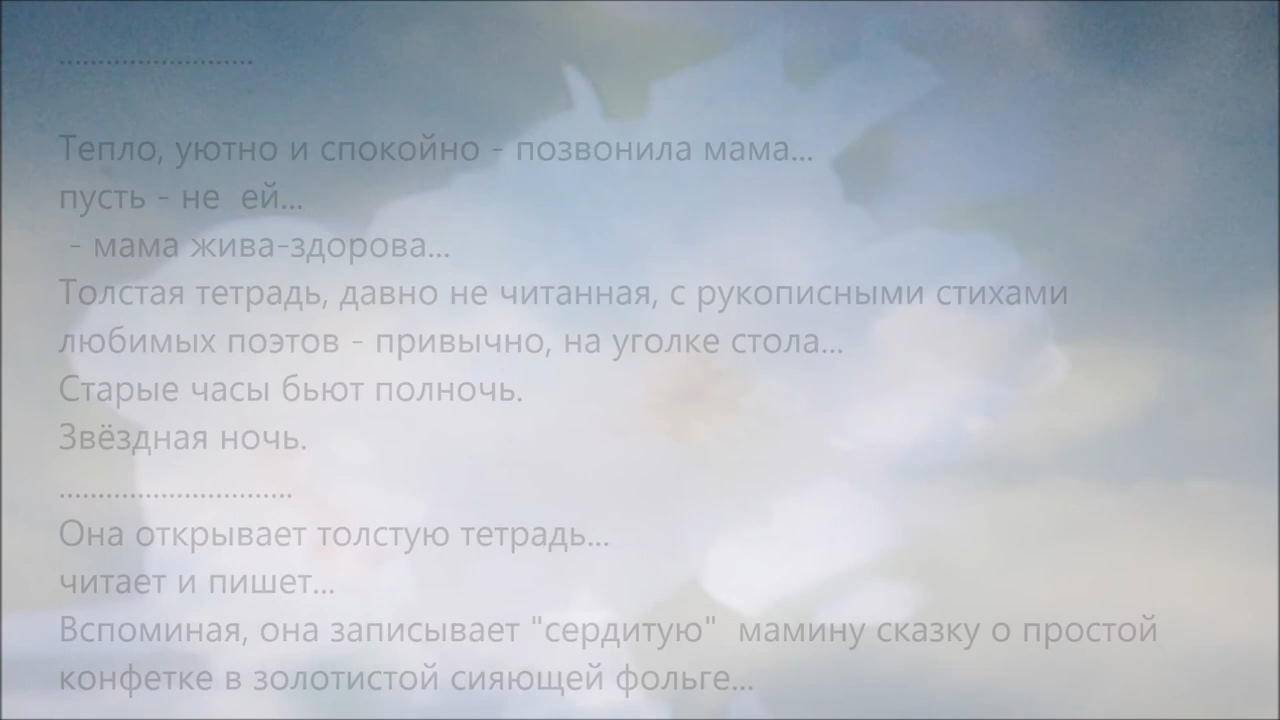 .........................
Тепло, уютно и спокойно - позвонила мама...
пусть - не  ей...
 - мама жива-здорова...
Толстая тетрадь, давно не читанная, с рукописными стихами
любимых поэтов - привычно, на уголке стола...
Старые часы бьют полночь.
Звёздная ночь.
..............................
Она открывает толстую тетрадь...
читает и пишет...
Вспоминая, она записывает "сердитую"  мамину сказку о простой
конфетке в золотистой сияющей фольге...